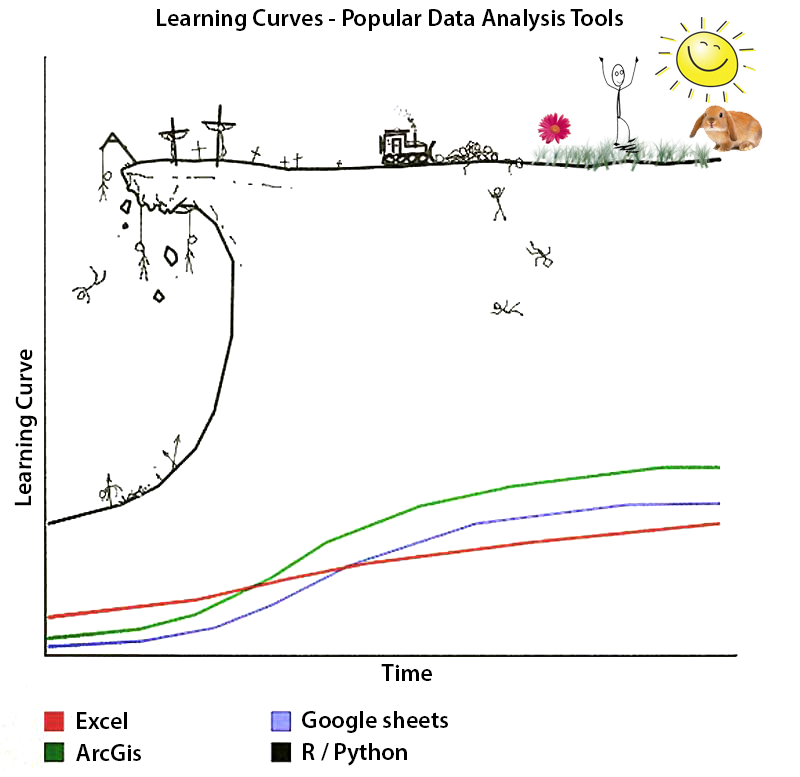 Learning Curves - Popular Data Analysis Tools
Learning Curve
Time
Excel
Google sheets
ArcGis
R / Python